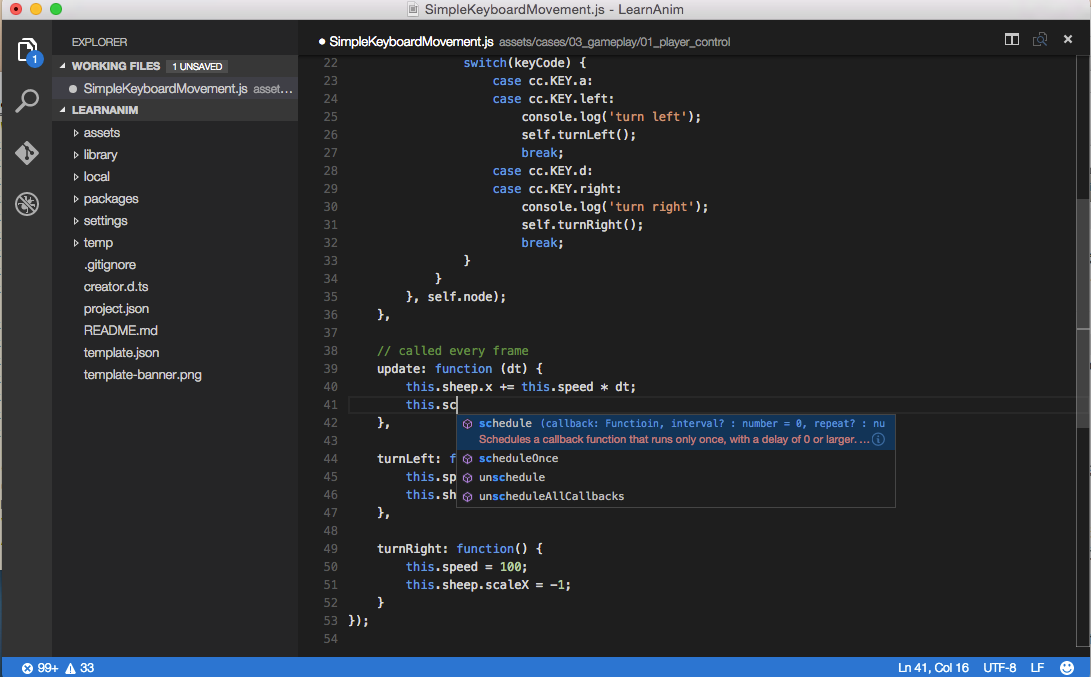 SimpleKeyboardMovement.js - LearnAnim
EXPLORER
1
WORKING FILES 1 UNSAVED
SimpleKeyboardMovement.js asset...
LEARNANIM
assets
library
local
packages
settings
temp
.gitignore
creator.d.ts
project.json
README.md
template.json
template-banner.png
SimpleKeyboardMovement.js assets/cases/03_gameplay/01_player_control
22 switch(keyCode) {
23 case cc.KEY.a:
24 case cc.KEY.left:
25 console.log('turn left');
26 self.turnLeft();
27 break;
28 case cc.KEY.d:
29 case cc.KEY.right:
30 console.log('turn right');
31 self.turnRight();
32 break;
33 }
34 }
35 }, self.node);
36 },
37
38 // called every frame
39 update: function (dt) {
40 this.sheep.x += this.speed * dt;
41 this.sc
42 },
43
44 turnLeft: f
45 this.sp
46 this.sh
47 },
48
49 turnRight: function() {
50 this.speed = 100;
51 this.sheep.scaleX = -1;
52 }
53 });
54
schedule (callback: Functioin, interval? : number = 0, repeat? : nu
Schedules a callback function that runs only once, with a delay of 0 or larger. ...
scheduleOnce
unschedule
unscheduleAllCallbacks
99+ 33
Ln 41, Col 16 UTF-8 LF